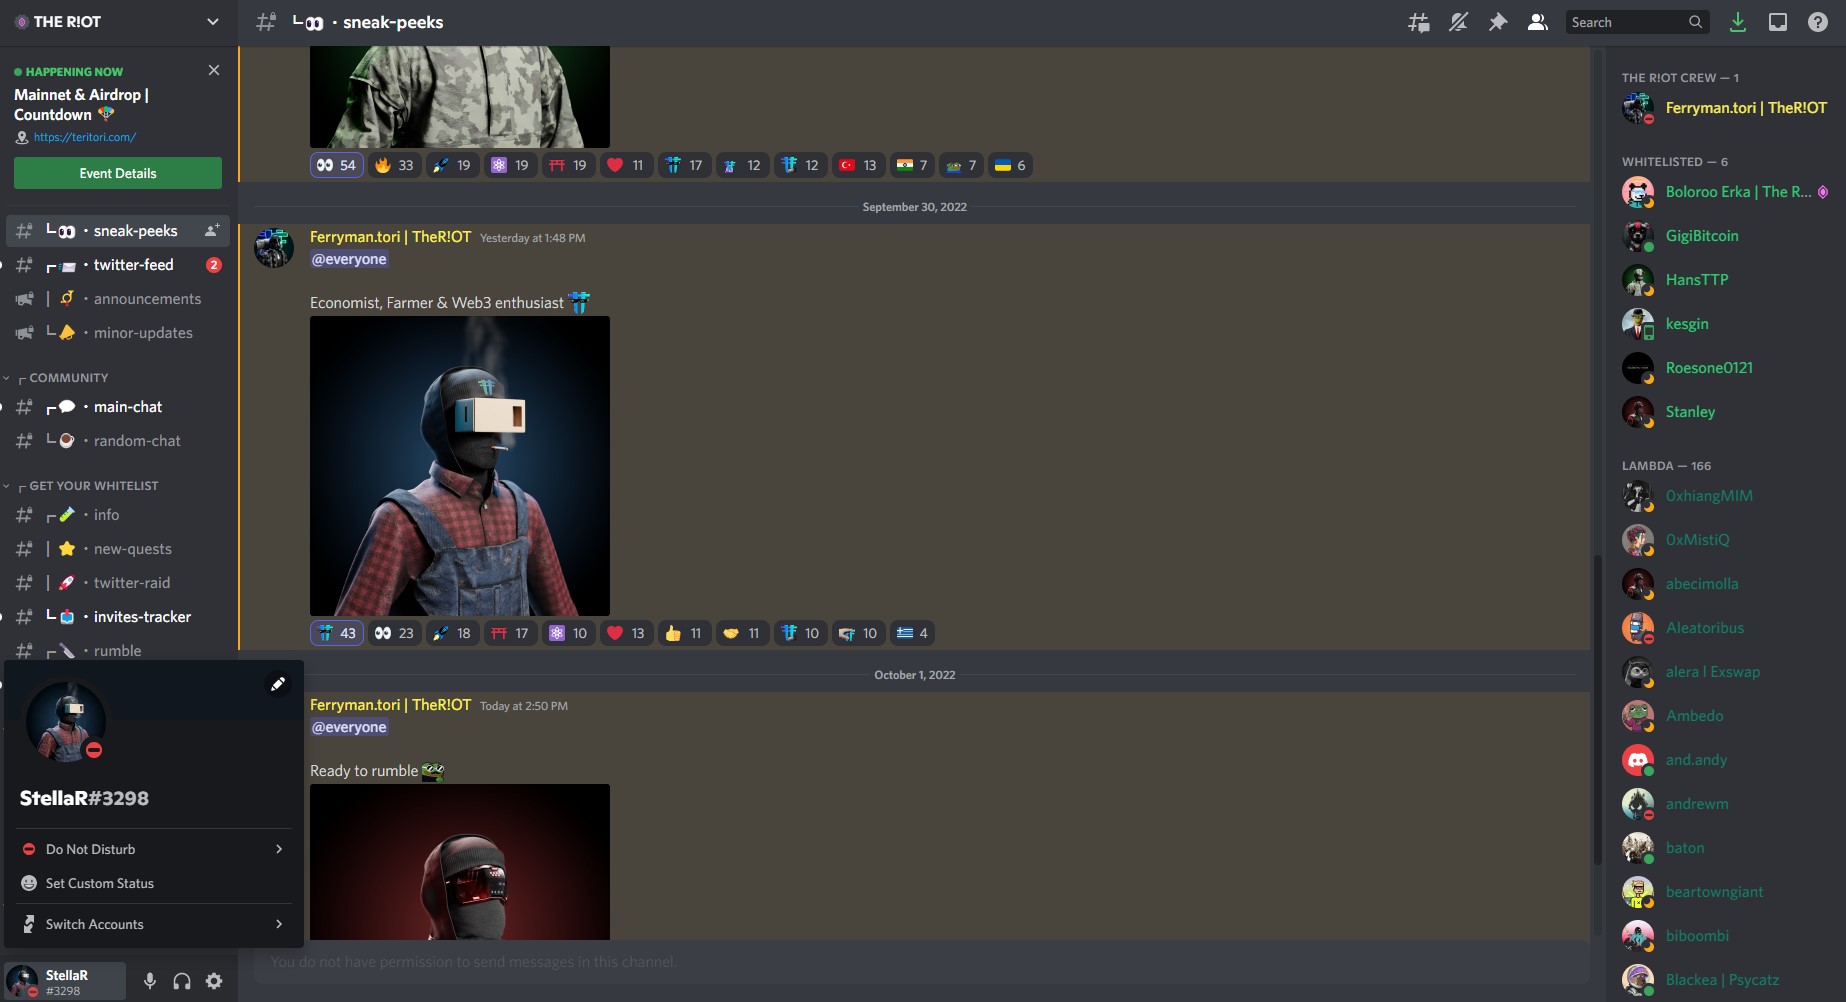 THE R!OT
HAPPENING NOW
Mainnet & Airdrop |
Countdown
https://teritori.com/
Event Details
• sneak-peeks
• twitter-feed
2
• announcements
• minor-updates
COMMUNITY
• main-chat
• random-chat
GET YOUR WHITELIST
• info
• new-quests
• twitter-raid
• invites-tracker
• rumble
StellaR#3298
Do Not Disturb
Set Custom Status
Switch Accounts
StellaR
#3298
• sneak-peeks
Search
54 33 19 19 19 11 17 12 12 13 7 7 6
September 30, 2022
Ferryman.tori | TheR!OT Yesterday at 1:48 PM
@everyone
Economist, Farmer & Web3 enthusiast
43 23 18 17 10 13 11 11 10 10 4
October 1, 2022
Ferryman.tori | TheR!OT Today at 2:50 PM
@everyone
Ready to rumble
You do not have permission to send messages in this channel.
THE R!OT CREW — 1
Ferryman.tori | TheR!OT
WHITELISTED — 6
Boloroo Erka | The R...
GigiBitcoin
HansTTP
kesgin
Roesone0121
Stanley
LAMBDA — 166
0xhiangMIM
0xMistiQ
abecimolla
Aleatoribus
alera l Exswap
Ambedo
and.andy
andrewm
baton
beartowngiant
biboombi
Blackea | Psycatz